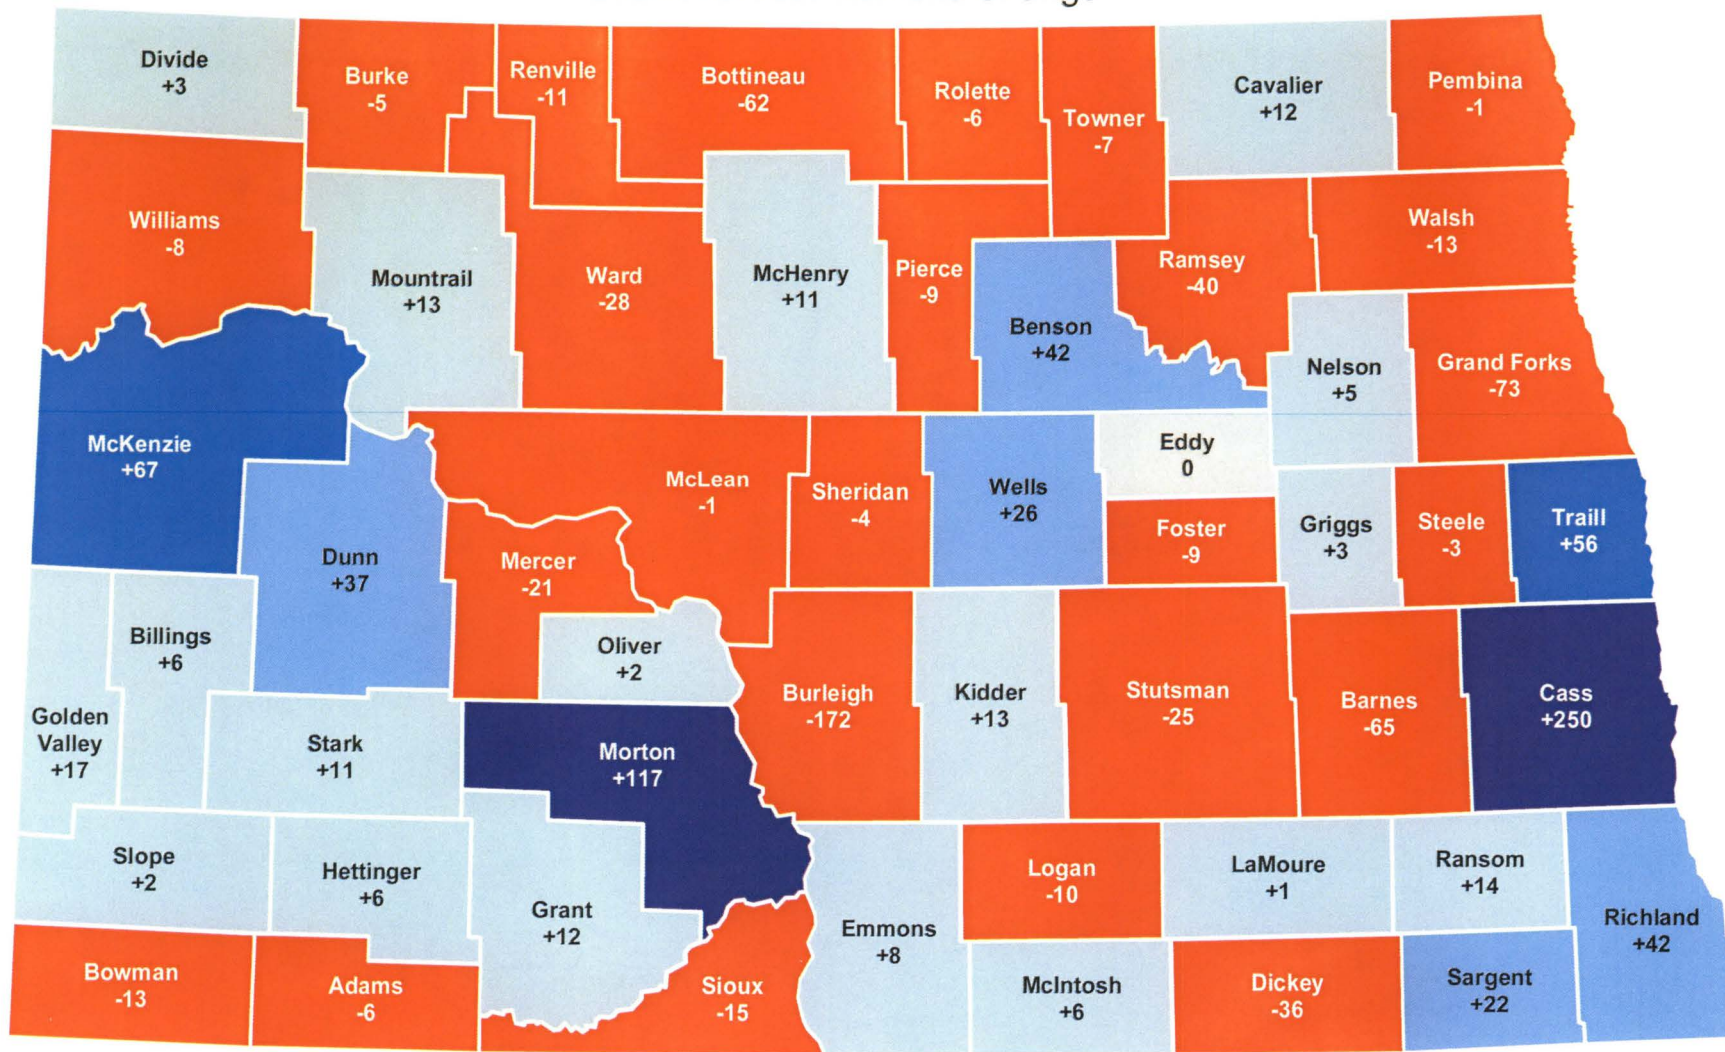 Divide
+3
Burke
-5
Renville
-11
Bottineau
-62
Rolette
-6
Towner
-7
Cavalier
+12
Pembina
-1
Williams
-8
Mountrail
+13
Ward
-28
McHenry
+11
Pierce
-9
Benson
+42
Ramsey
-40
Walsh
-13
Nelson
+5
Grand Forks
-73
McKenzie
+67
Dunn
+37
McLean
-1
Mercer
-21
Sheridan
-4
Wells
+26
Eddy
0
Foster
-9
Griggs
+3
Steele
-3
Traill
+56
Golden
Valley
+17
Billings
+6
Stark
+11
Oliver
+2
Morton
+117
Burleigh
-172
Kidder
+13
Stutsman
-25
Barnes
-65
Cass
+250
Slope
+2
Hettinger
+6
Grant
+12
Emmons
+8
Logan
-10
LaMoure
+1
Ransom
+14
Richland
+42
Bowman
-13
Adams
-6
Sioux
-15
McIntosh
+6
Dickey
-36
Sargent
+22